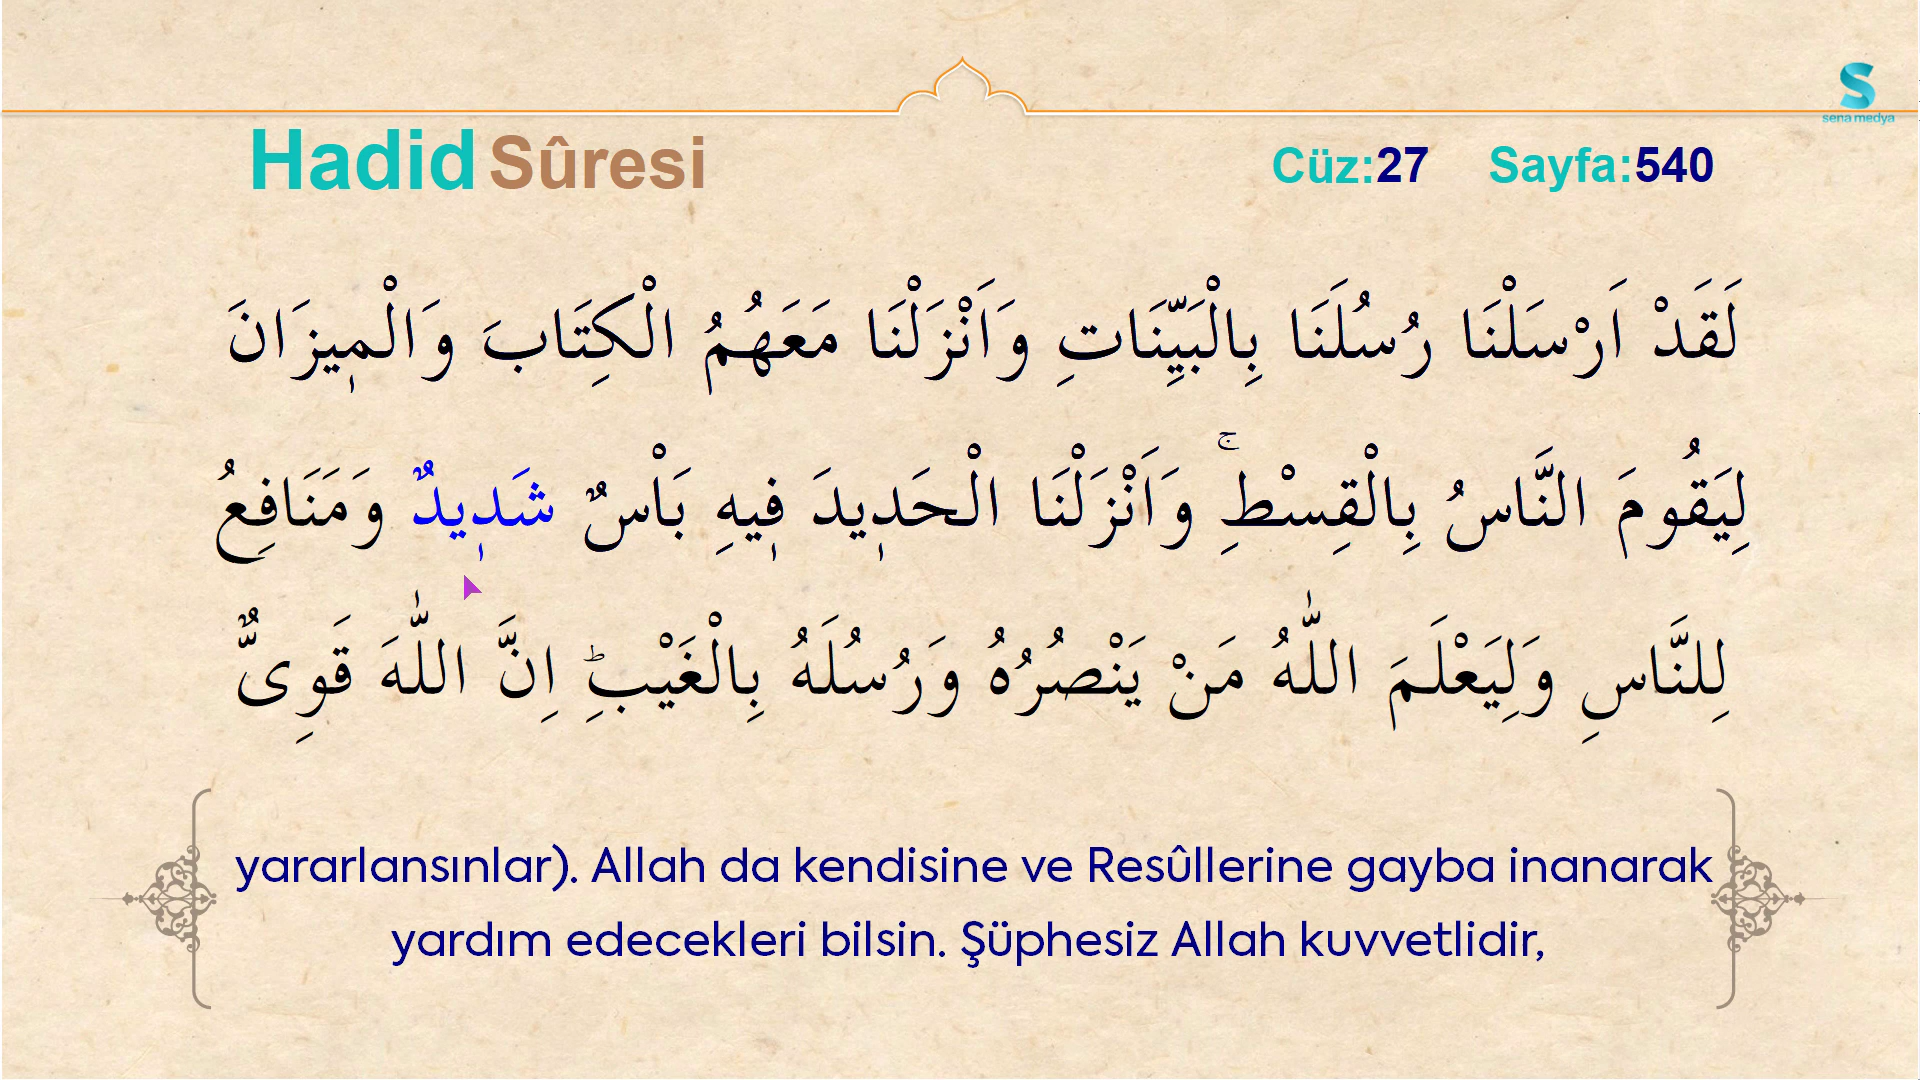 sena medya
Hadid Sûresi Cüz:27 Sayfa:540
لَقَدْ اَرْسَلْنَا رُسُلَنَا بِالْبَيِّنَاتِ وَاَنْزَلْنَا مَعَهُمُ الْكِتَابَ وَالْم۪يزَانَ
لِيَقُومَ النَّاسُ بِالْقِسْطِۚ وَاَنْزَلْنَا الْحَد۪يدَ ف۪يهِ بَاْسٌ شَد۪يدٌ وَمَنَافِعُ
لِلنَّاسِ وَلِيَعْلَمَ اللّٰهُ مَنْ يَنْصُرُهُ وَرُسُلَهُ بِالْغَيْبِۜ اِنَّ اللّٰهَ قَوِىٌّ
yararlansınlar). Allah da kendisine ve Resûllerine gayba inanarak
yardım edecekleri bilsin. Şüphesiz Allah kuvvetlidir,